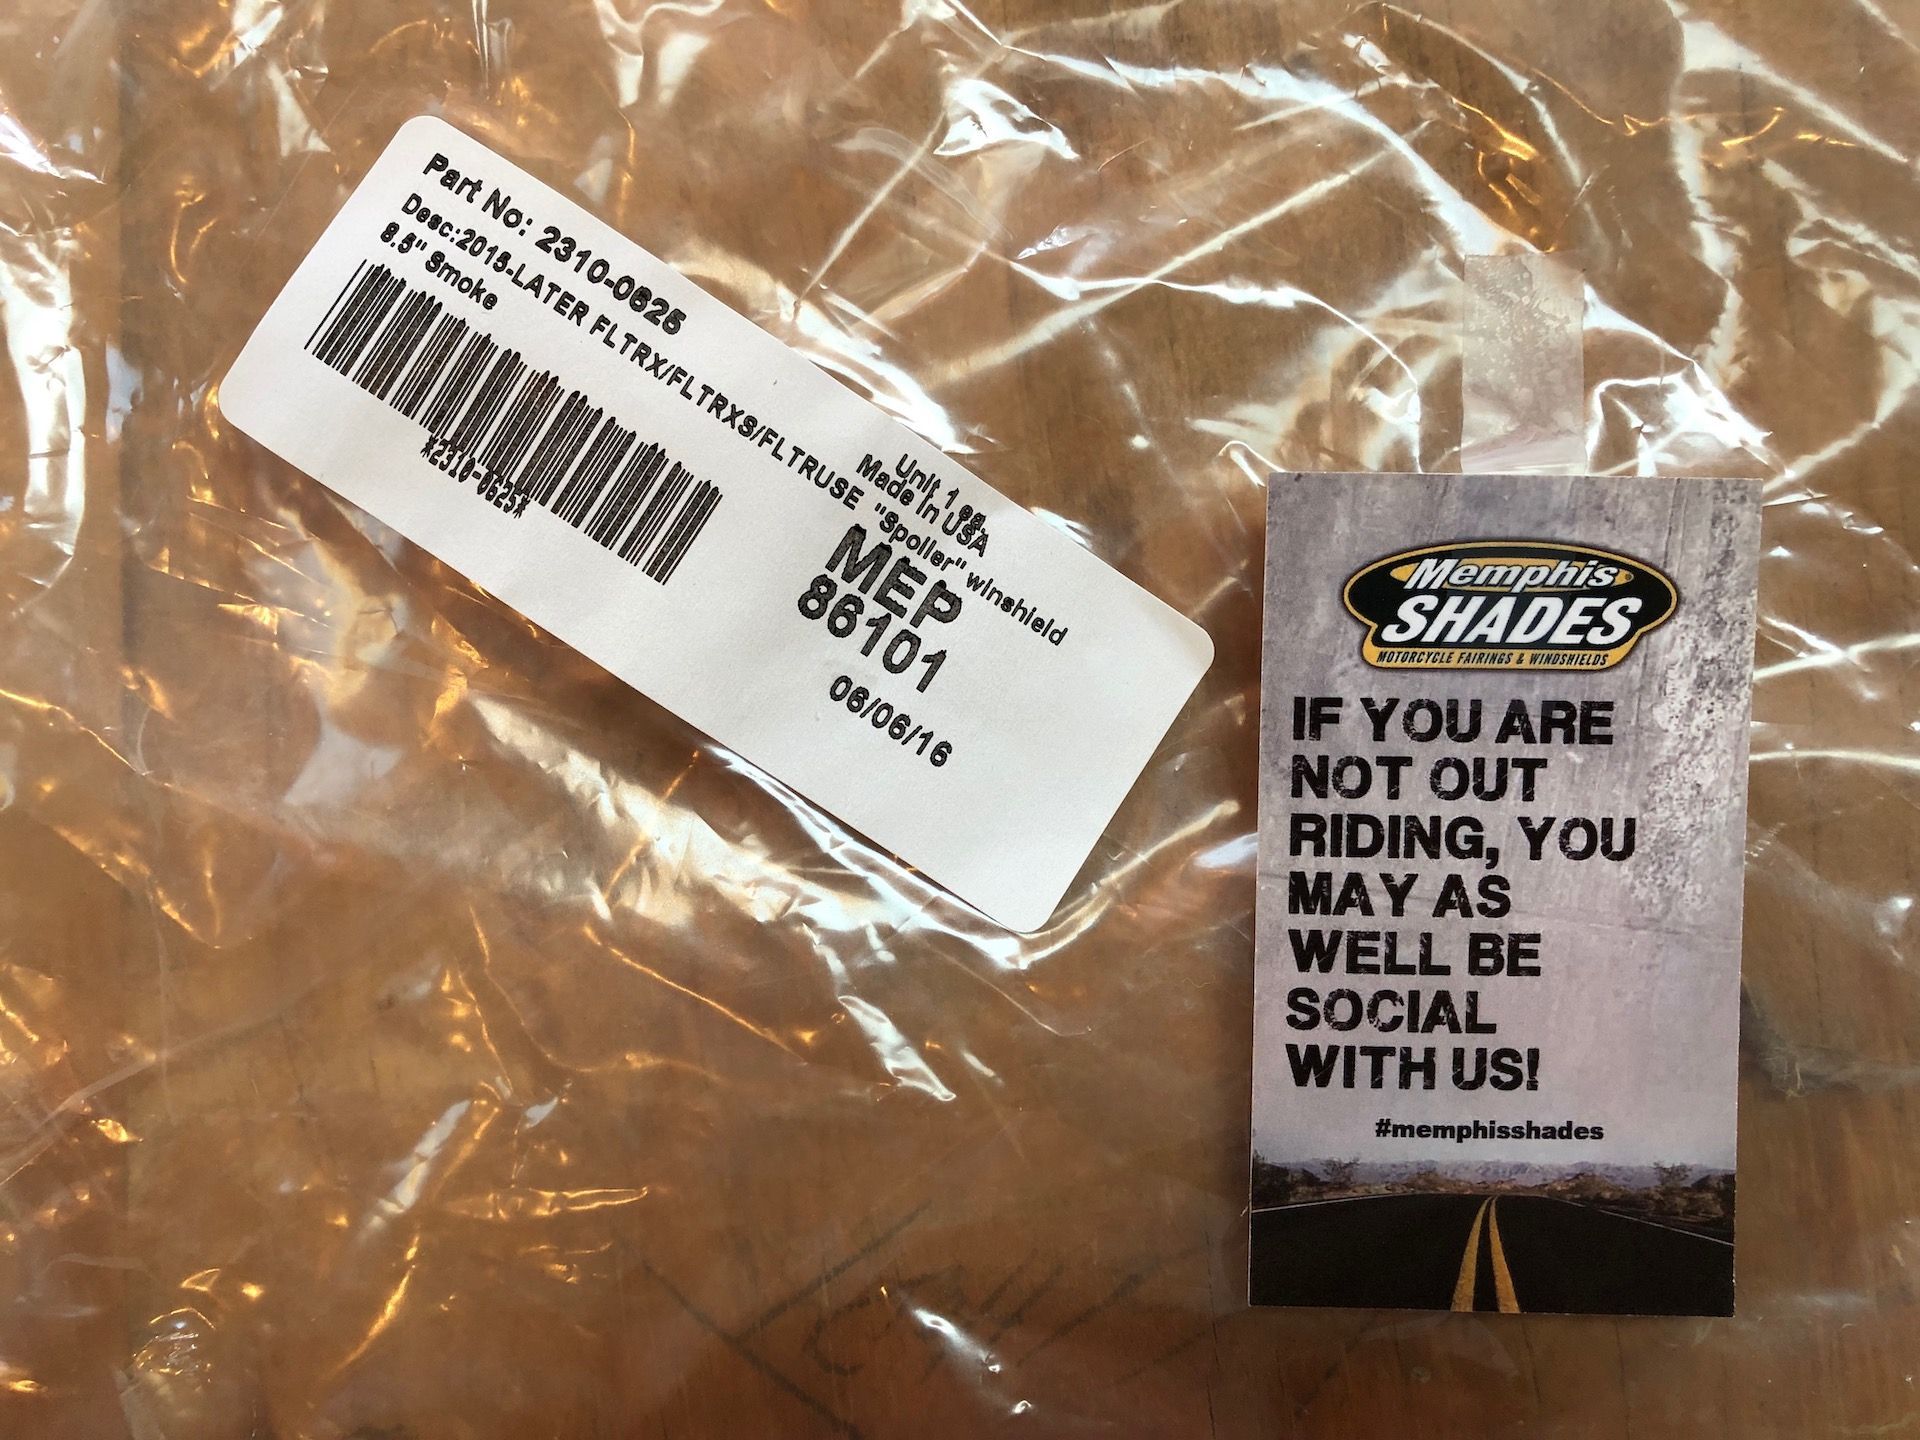 Part No: 2310-0625
Desc:2015-LATER FLTRX/FLTRXS/FLTRUSE "Spoiler" winshield
8.5" Smoke
*2310-0625*
Unit 1 ea.
Made In USA
MEP
86101
06/06/16
Memphis
SHADES
MOTORCYCLE FAIRINGS & WINDSHIELDS
IF YOU ARE
NOT OUT
RIDING, YOU
MAY AS
WELL BE
SOCIAL
WITH US!
#memphisshades